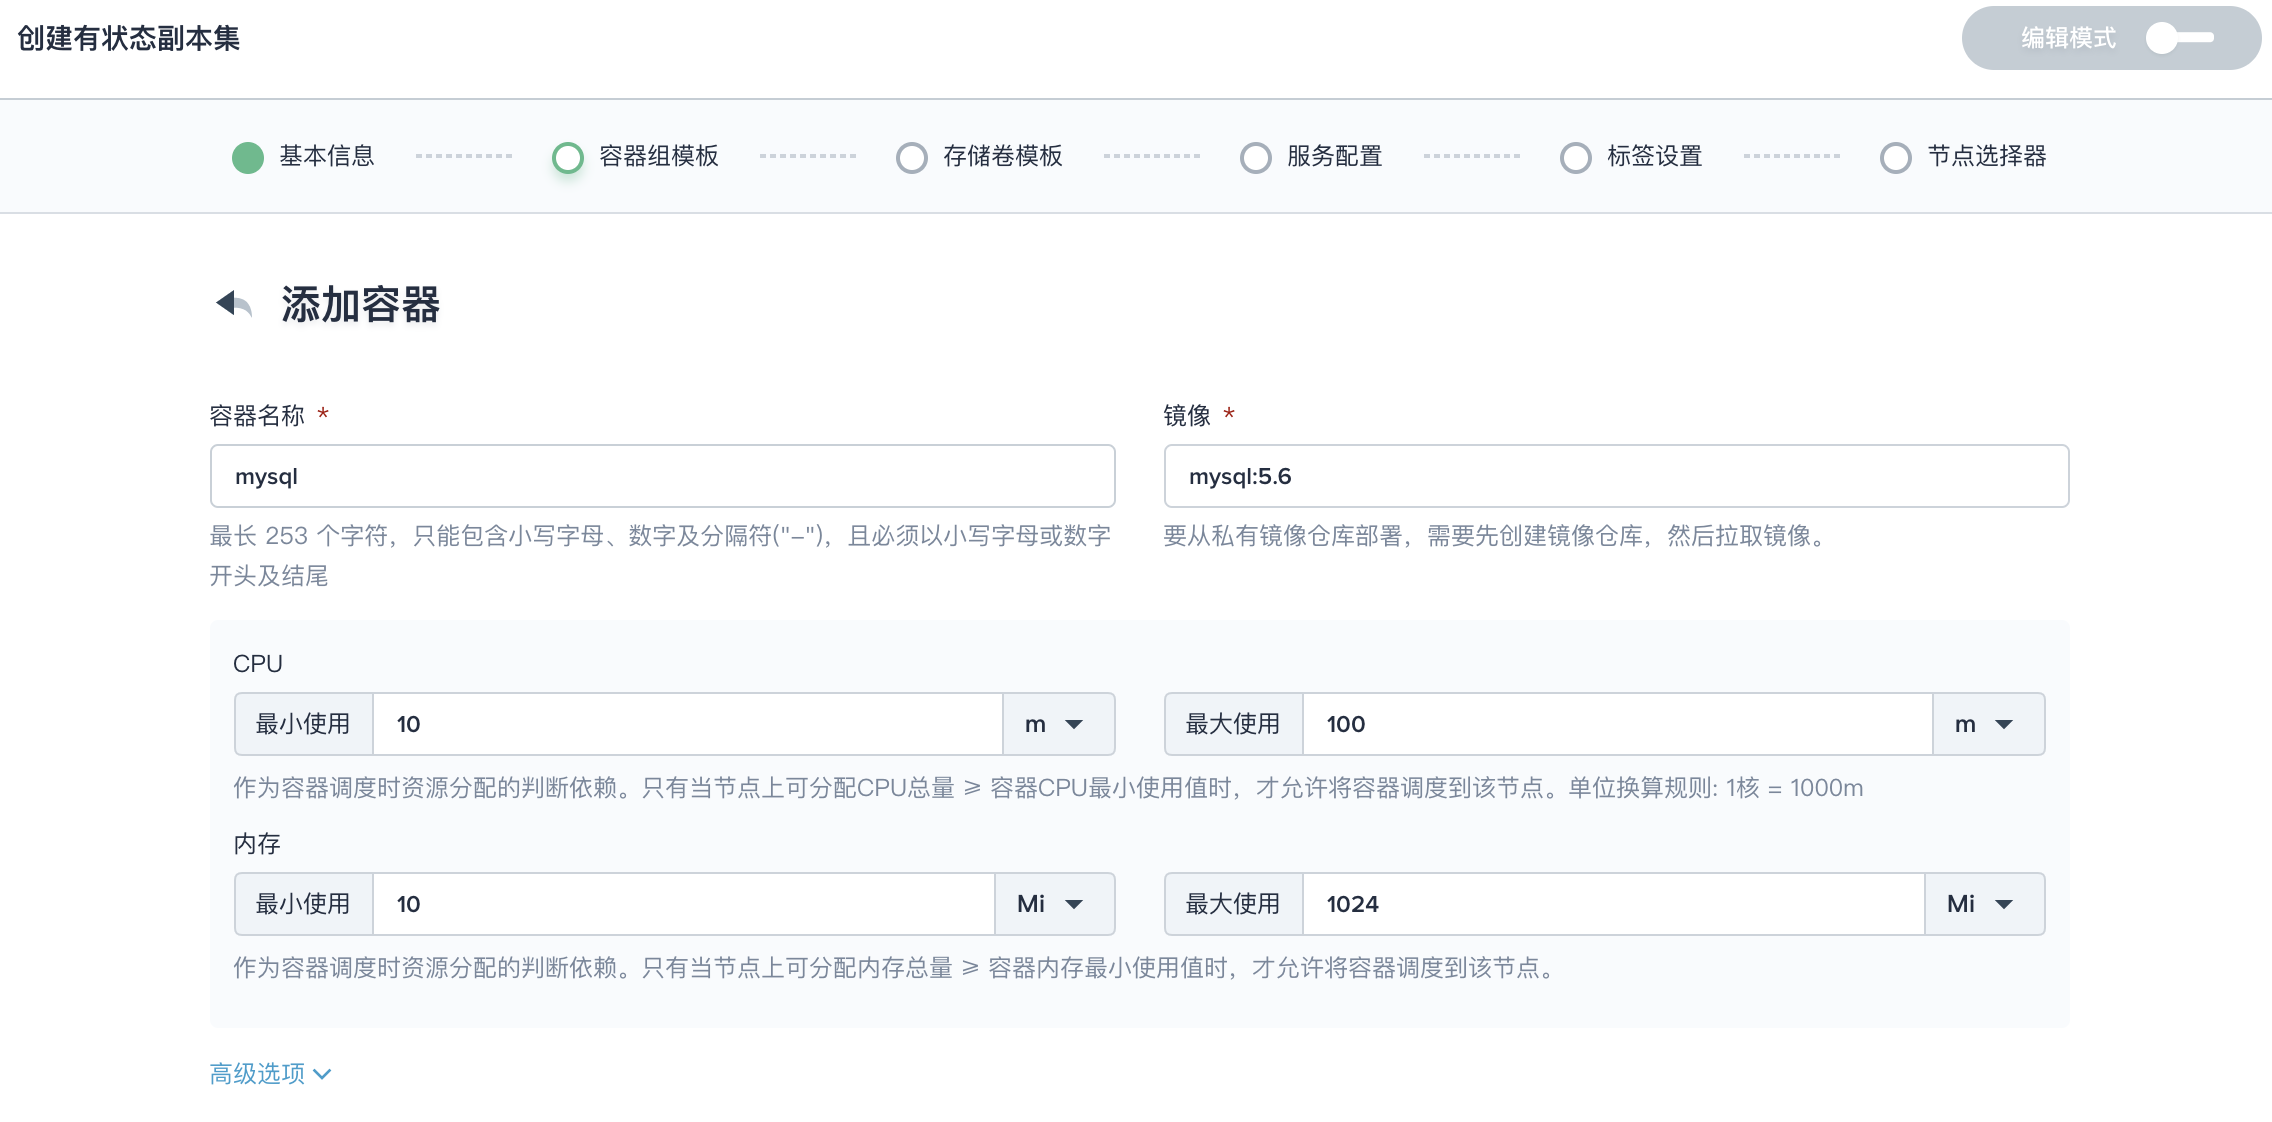 创建有状态副本集
编辑模式
基本信息
容器组模板
存储卷模板
服务配置
标签设置
节点选择器
添加容器
容器名称 *
镜像 *
mysql
mysql:5.6
最长 253 个字符，只能包含小写字母、数字及分隔符("-")，且必须以小写字母或数字
开头及结尾
要从私有镜像仓库部署，需要先创建镜像仓库，然后拉取镜像。
CPU
最小使用 10 m
最大使用 100 m
作为容器调度时资源分配的判断依赖。只有当节点上可分配CPU总量 ≥ 容器CPU最小使用值时，才允许将容器调度到该节点。单位换算规则: 1核 = 1000m
内存
最小使用 10 Mi
最大使用 1024 Mi
作为容器调度时资源分配的判断依赖。只有当节点上可分配内存总量 ≥ 容器内存最小使用值时，才允许将容器调度到该节点。
高级选项